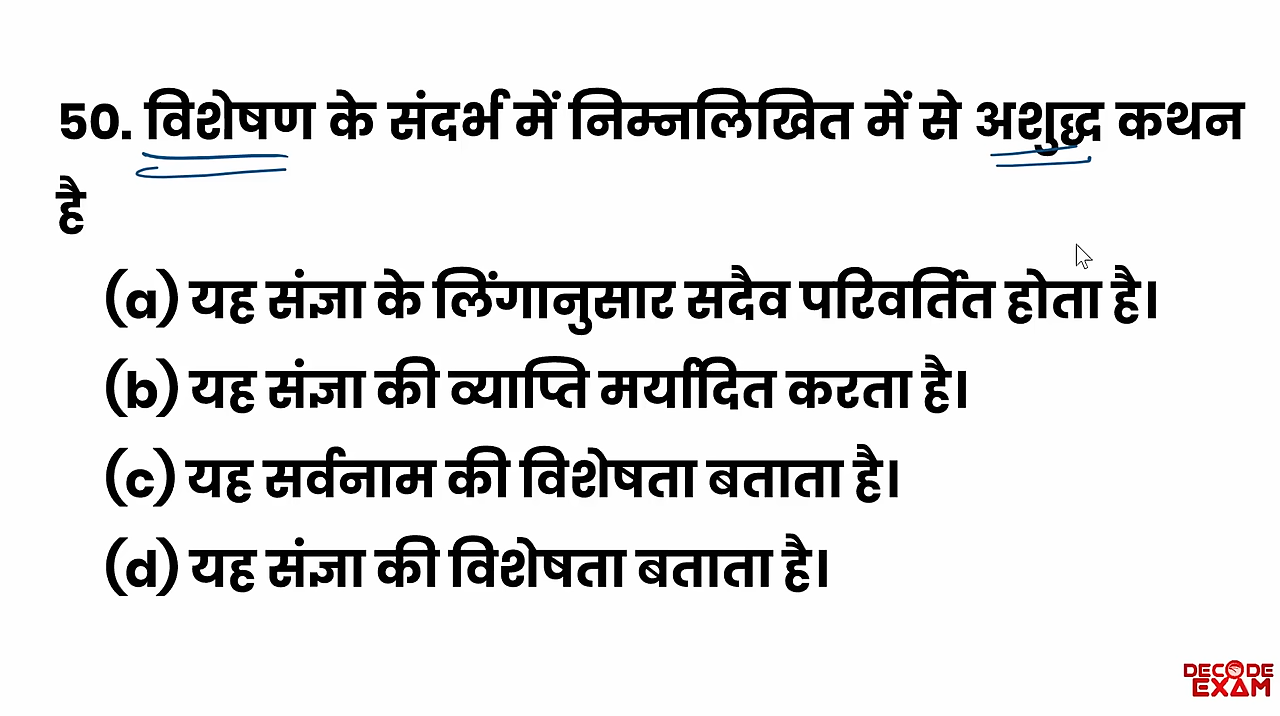 50. विशेषण के संदर्भ में निम्नलिखित में से अशुद्ध कथन
है
(a) यह संज्ञा के लिंगानुसार सदैव परिवर्तित होता है।
(b) यह संज्ञा की व्याप्ति मर्यादित करता है।
(c) यह सर्वनाम की विशेषता बताता है।
(d) यह संज्ञा की विशेषता बताता है।
DECODE
EXAM